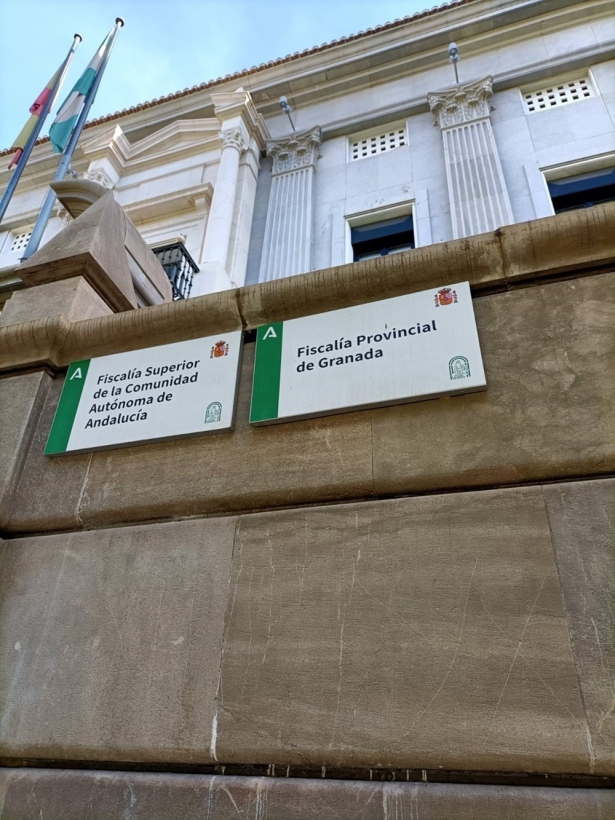 A
Fiscalía Superior
de la Comunidad
Autónoma de
Andalucía
A
Fiscalía Provincial
de Granada